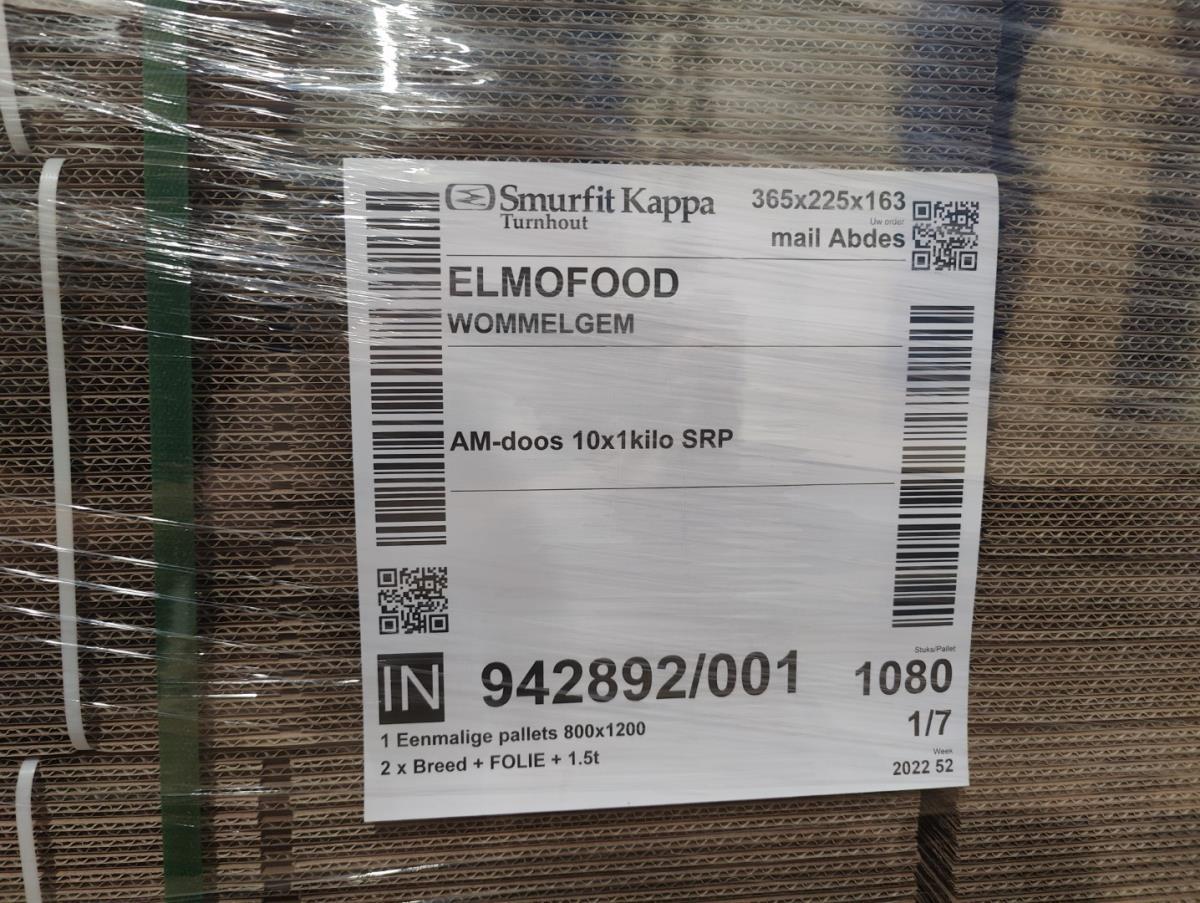 Smurfit Kappa
Turnhout
365x225x163
Uw order
mail Abdes
ELMOFOOD
WOMMELGEM
AM-doos 10x1kilo SRP
IN
942892/001
Stuks/Pallet
1080
1/7
1 Eenmalige pallets 800x1200
2 x Breed + FOLIE + 1.5t
Week
2022 52